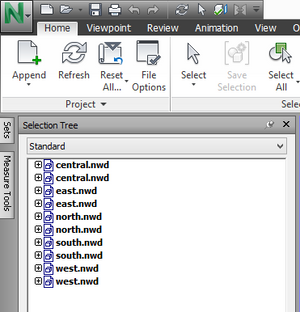 N
Home Viewpoint Review Animation View O
Append Refresh Reset All... File Options Select Save Selection Select All
Project Selec
Sets
Measure Tools
Selection Tree
Standard
central.nwd
central.nwd
east.nwd
east.nwd
north.nwd
north.nwd
south.nwd
south.nwd
west.nwd
west.nwd